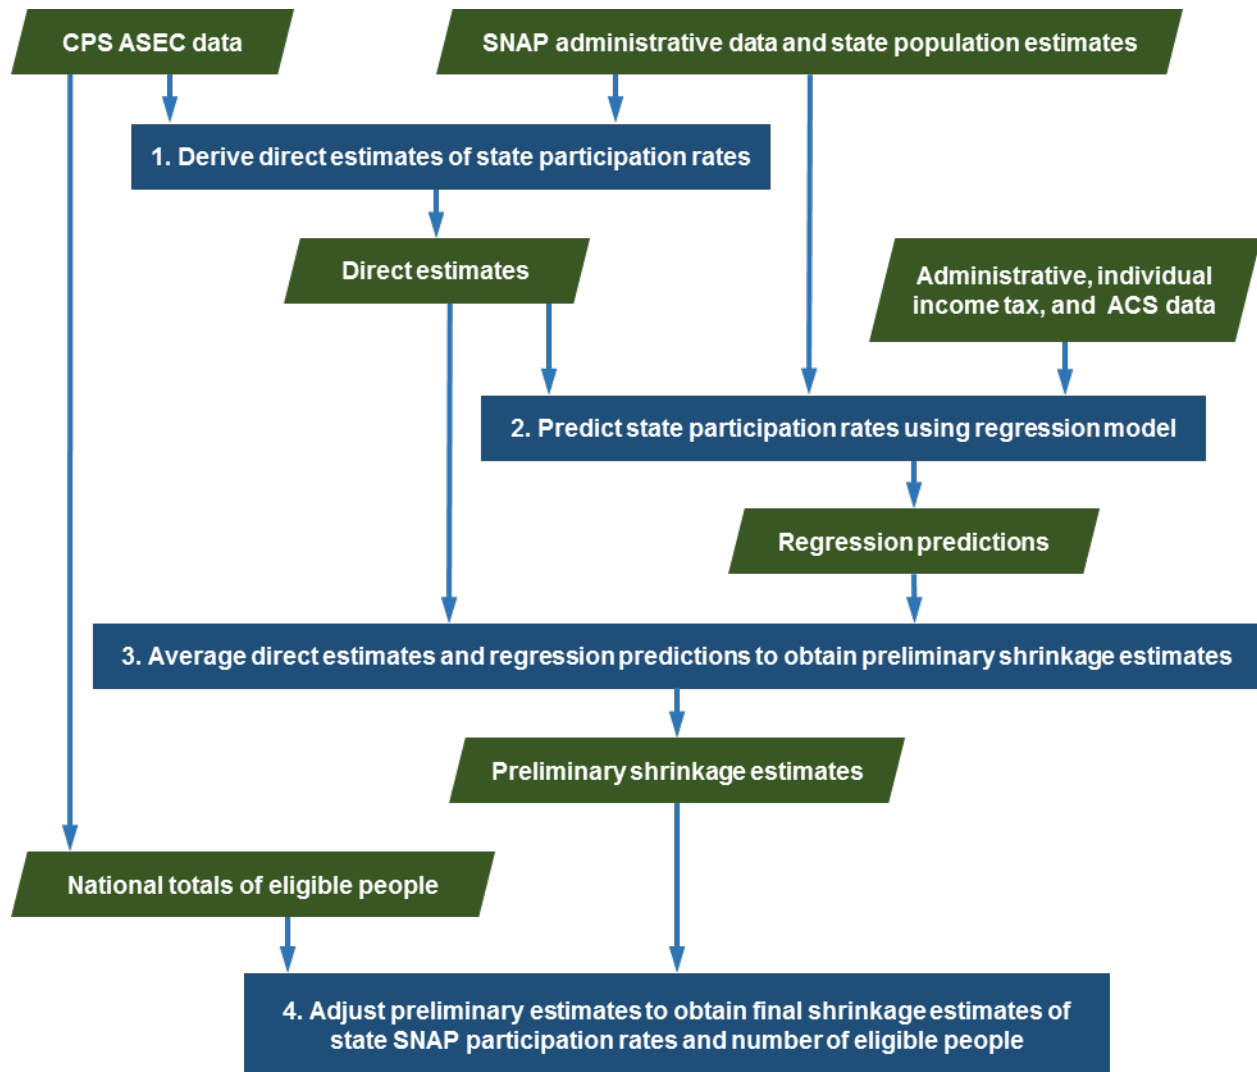 CPS ASEC data
SNAP administrative data and state population estimates
1. Derive direct estimates of state participation rates
Direct estimates
Administrative, individual
income tax, and ACS data
2. Predict state participation rates using regression model
Regression predictions
3. Average direct estimates and regression predictions to obtain preliminary shrinkage estimates
Preliminary shrinkage estimates
National totals of eligible people
4. Adjust preliminary estimates to obtain final shrinkage estimates of
state SNAP participation rates and number of eligible people